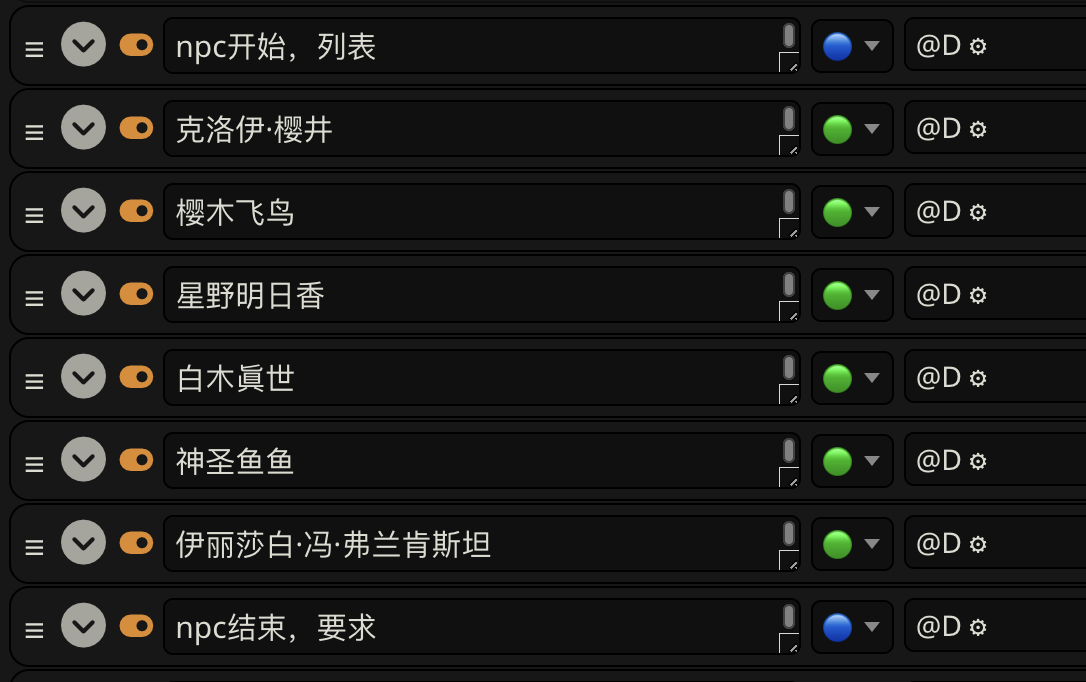 npc开始，列表
@D ⚙
克洛伊·樱井
@D ⚙
樱木飞鸟
@D ⚙
星野明日香
@D ⚙
白木眞世
@D ⚙
神圣鱼鱼
@D ⚙
伊丽莎白·冯·弗兰肯斯坦
@D ⚙
npc结束，要求
@D ⚙